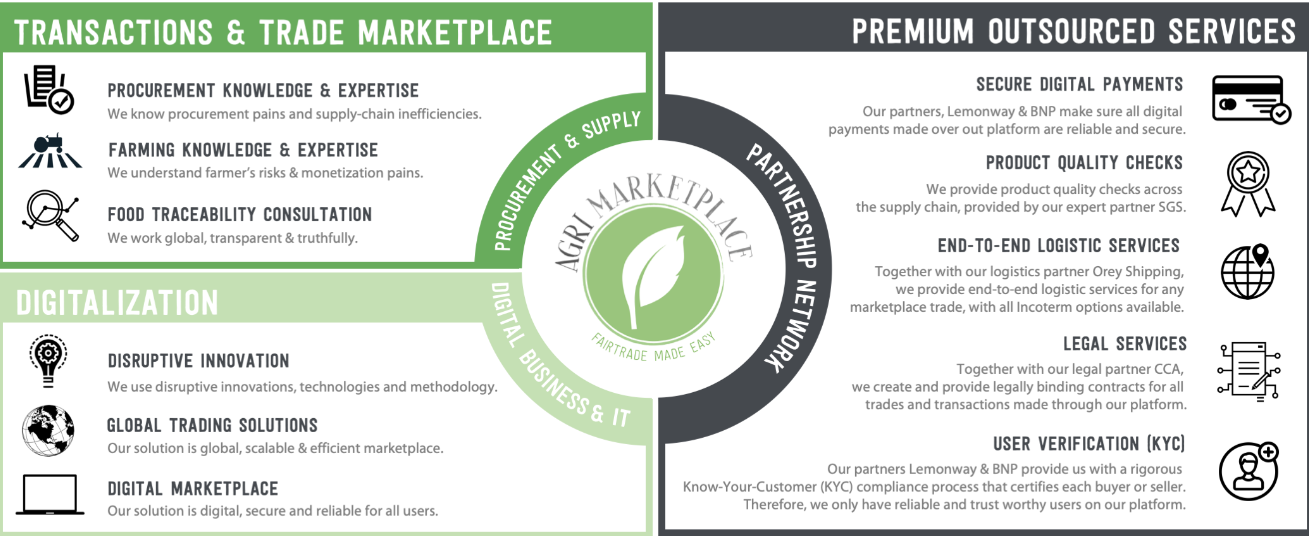 TRANSACTIONS & TRADE MARKETPLACE
PROCUREMENT KNOWLEDGE & EXPERTISE
We know procurement pains and supply-chain inefficiencies.
FARMING KNOWLEDGE & EXPERTISE
We understand farmer's risks & monetization pains.
FOOD TRACEABILITY CONSULTATION
We work global, transparent & truthfully.
DIGITALIZATION
DISRUPTIVE INNOVATION
We use disruptive innovations, technologies and methodology.
GLOBAL TRADING SOLUTIONS
Our solution is global, scalable & efficient marketplace.
DIGITAL MARKETPLACE
Our solution is digital, secure and reliable for all users.
PROCUREMENT & SUPPLY
DIGITAL BUSINESS & IT
AGRI MARKETPLACE
FAIRTRADE MADE EASY
PARTNERSHIP NETWORK
PREMIUM OUTSOURCED SERVICES
SECURE DIGITAL PAYMENTS
Our partners, Lemonway & BNP make sure all digital
payments made over out platform are reliable and secure.
PRODUCT QUALITY CHECKS
We provide product quality checks across
the supply chain, provided by our expert partner SGS.
END-TO-END LOGISTIC SERVICES
Together with our logistics partner Orey Shipping,
we provide end-to-end logistic services for any
marketplace trade, with all Incoterm options available.
LEGAL SERVICES
Together with our legal partner CCA,
we create and provide legally binding contracts for all
trades and transactions made through our platform.
USER VERIFICATION (KYC)
Our partners Lemonway & BNP provide us with a rigorous
Know-Your-Customer (KYC) compliance process that certifies each buyer or seller.
Therefore, we only have reliable and trust worthy users on our platform.